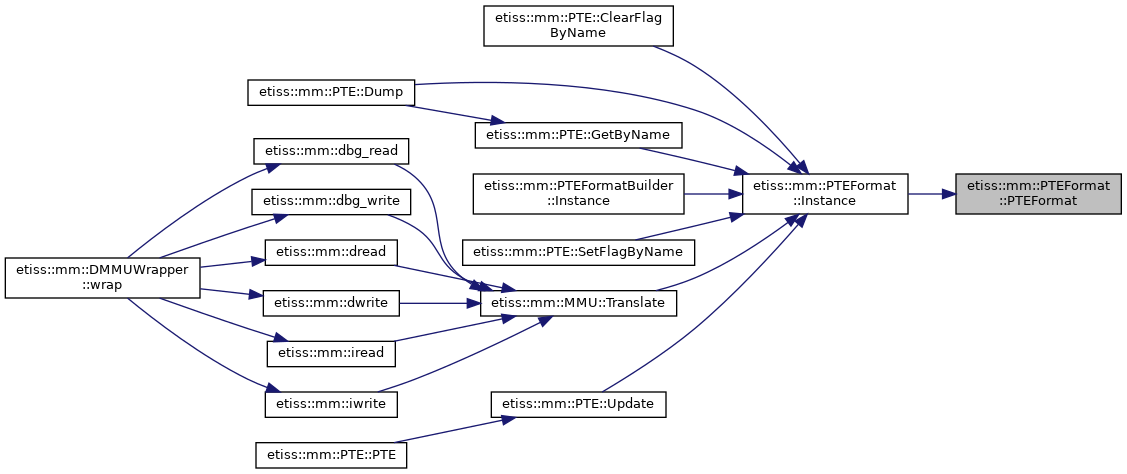 etiss::mm::PTE::ClearFlag
ByName
etiss::mm::PTE::Dump
etiss::mm::PTE::GetByName
etiss::mm::dbg_read
etiss::mm::PTEFormatBuilder
::Instance
etiss::mm::PTEFormat
::Instance
etiss::mm::PTEFormat
::PTEFormat
etiss::mm::dbg_write
etiss::mm::PTE::SetFlagByName
etiss::mm::dread
etiss::mm::DMMUWrapper
::wrap
etiss::mm::dwrite
etiss::mm::MMU::Translate
etiss::mm::iread
etiss::mm::iwrite
etiss::mm::PTE::Update
etiss::mm::PTE::PTE